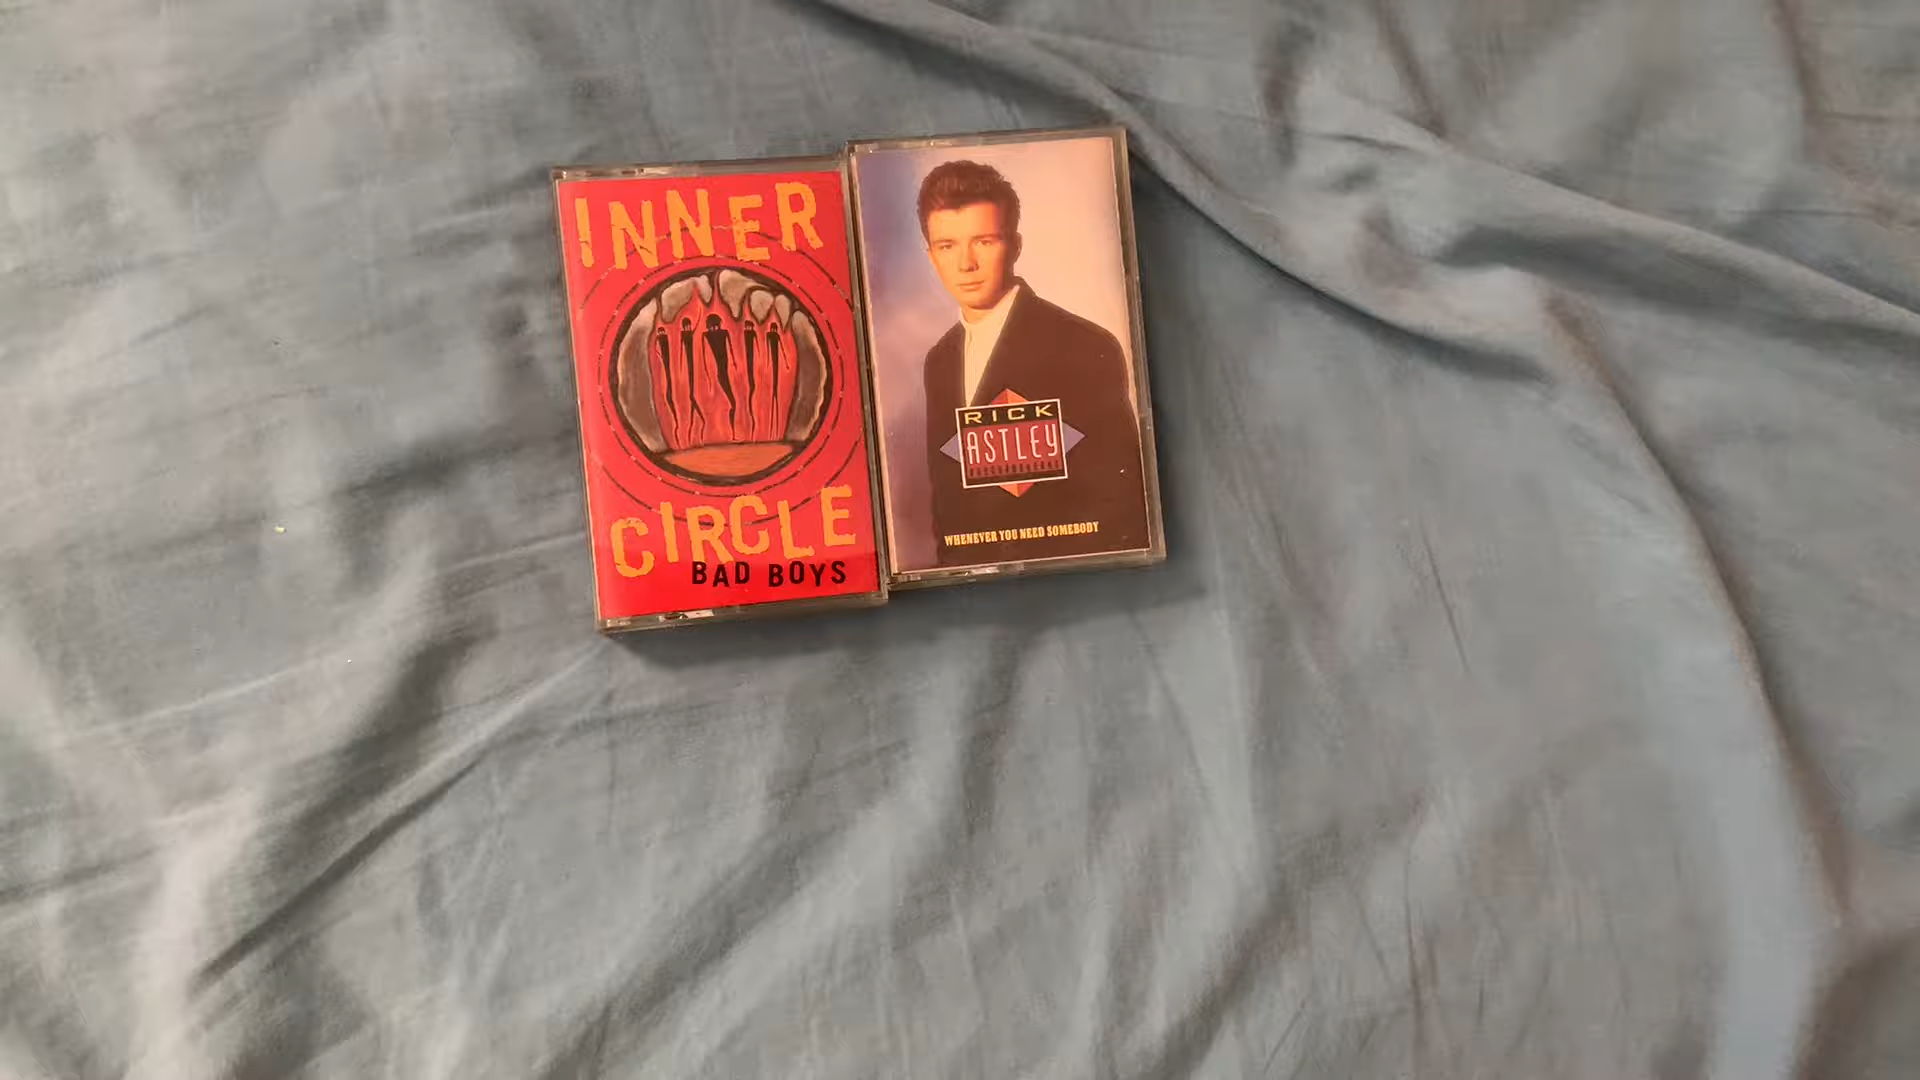 INNER
CIRCLE
BAD BOYS
RICK
ASTLEY
WHENEVER YOU NEED SOMEBODY